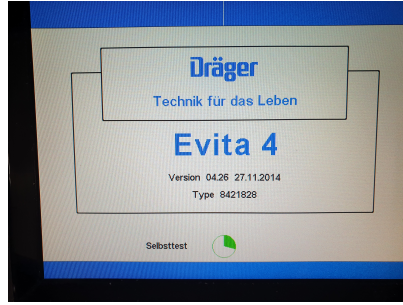 Dräger
Technik für das Leben
Evita 4
Version 04.26 27.11.2014
Type 8421828
Selbsttest